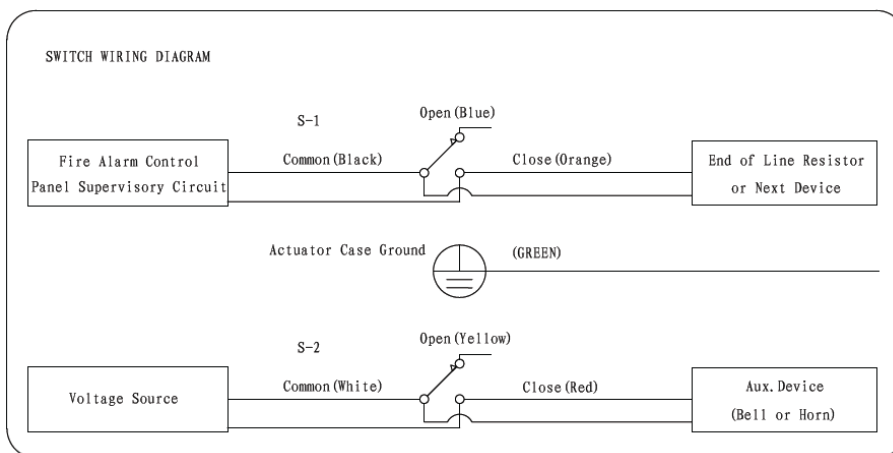 SWITCH WIRING DIAGRAM
S-1
Open(Blue)
Fire Alarm Control
Panel Supervisory Circuit
Common(Black)
Close(Orange)
End of Line Resistor
or Next Device
Actuator Case Ground
(GREEN)
S-2
Open(Yellow)
Voltage Source
Common(White)
Close(Red)
Aux.Device
(Bell or Horn)